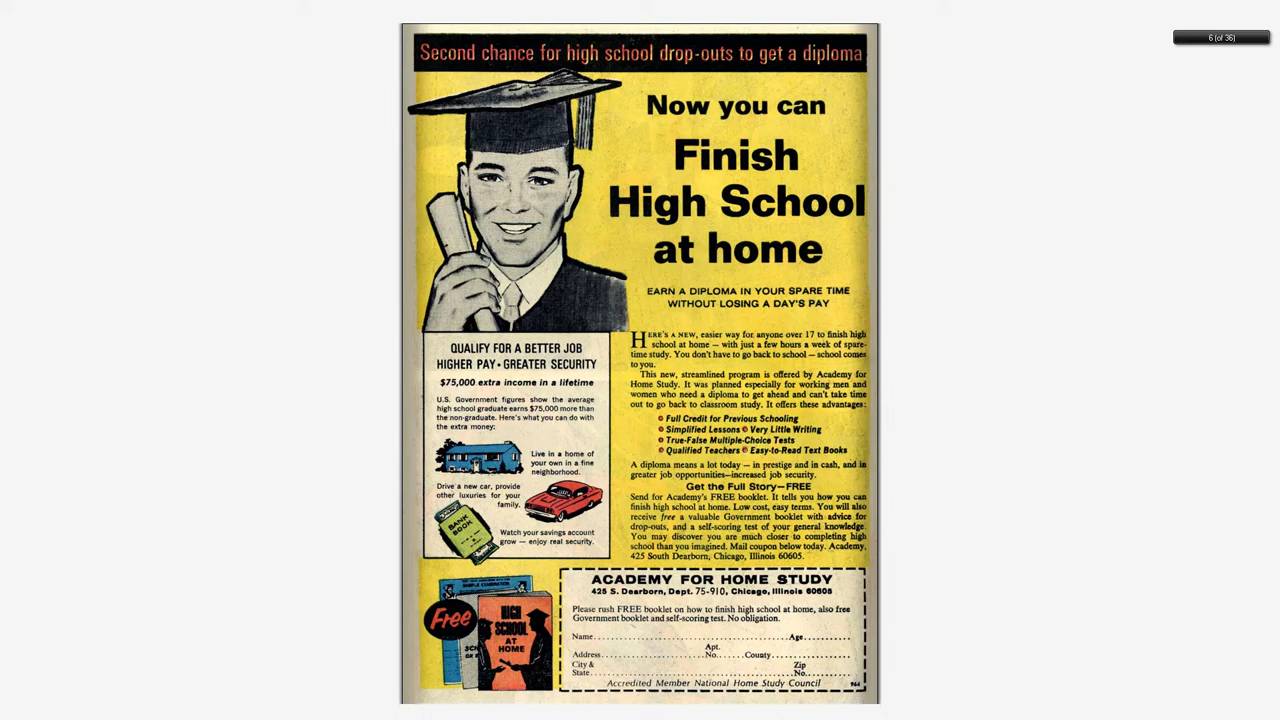 6 (of 36)
Second chance for high school drop-outs to get a diploma
Now you can
Finish
High School
at home
EARN A DIPLOMA IN YOUR SPARE TIME
WITHOUT LOSING A DAY'S PAY
HERE'S A NEW, easier way for anyone over 17 to finish high
school at home — with just a few hours a week of spare-
time study. You don't have to go back to school — school comes
to you.
This new, streamlined program is offered by Academy for
Home Study. It was planned especially for working men and
women who need a diploma to get ahead and can't take time
out to go back to classroom study. It offers these advantages:
Full Credit for Previous Schooling
Simplified Lessons Very Little Writing
True-False Multiple-Choice Tests
Qualified Teachers Easy-to-Read Text Books
A diploma means a lot today — in prestige and in cash, and in
greater job opportunities—increased job security.
Get the Full Story—FREE
Send for Academy's FREE booklet. It tells you how you can
finish high school at home. Low cost, easy terms. You will also
receive free a valuable Government booklet with advice for
drop-outs, and a self-scoring test of your general knowledge.
You may discover you are much closer to completing high
school than you imagined. Mail coupon below today. Academy,
425 South Dearborn, Chicago, Illinois 60605.
QUALIFY FOR A BETTER JOB
HIGHER PAY • GREATER SECURITY
$75,000 extra income in a lifetime
U.S. Government figures show the average
high school graduate earns $75,000 more than
the non-graduate. Here's what you can do with
the extra money:
Live in a home of
your own in a fine
neighborhood.
Drive a new car, provide
other luxuries for your
family.
BANK
BOOK
Watch your savings account
grow — enjoy real security.
SAMPLE EXAMINATION
Free
HIGH
SCHOOL
AT
HOME
ACADEMY FOR HOME STUDY
425 S. Dearborn, Dept. 75-910, Chicago, Illinois 60605
Please rush FREE booklet on how to finish high school at home, also free
Government booklet and self-scoring test. No obligation.
Name Age
Address Apt. No. County
City & State Zip No.
Accredited Member National Home Study Council 964